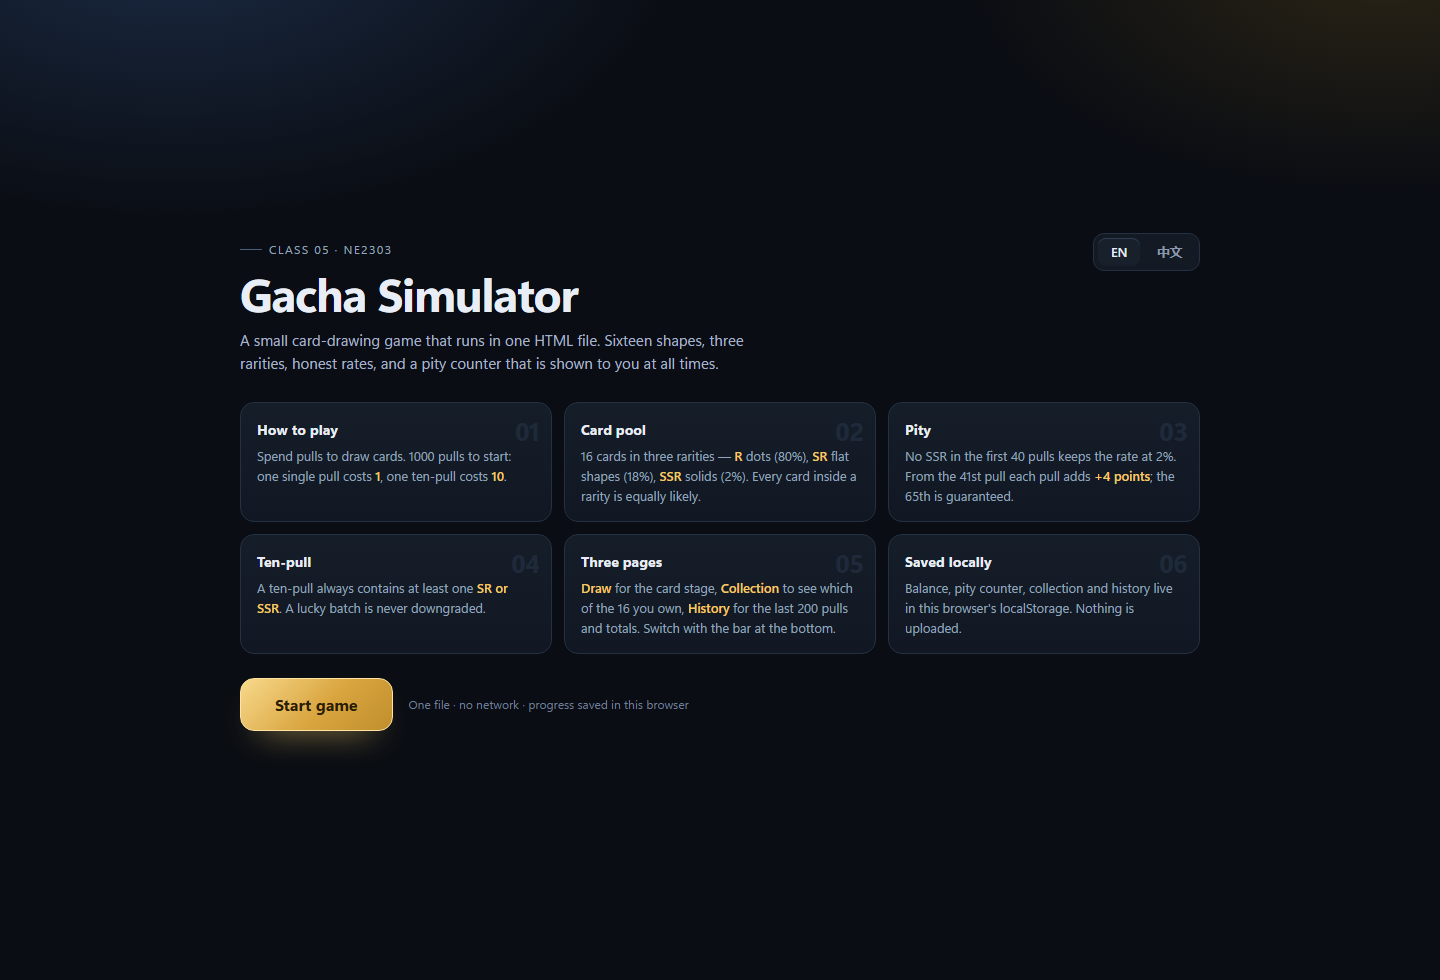 CLASS 05 · NE2303
EN
中文
Gacha Simulator
A small card-drawing game that runs in one HTML file. Sixteen shapes, three
rarities, honest rates, and a pity counter that is shown to you at all times.
How to play
01
Spend pulls to draw cards. 1000 pulls to start:
one single pull costs 1, one ten-pull costs 10.
Card pool
02
16 cards in three rarities — R dots (80%), SR flat
shapes (18%), SSR solids (2%). Every card inside a
rarity is equally likely.
Pity
03
No SSR in the first 40 pulls keeps the rate at 2%.
From the 41st pull each pull adds +4 points; the
65th is guaranteed.
Ten-pull
04
A ten-pull always contains at least one SR or
SSR. A lucky batch is never downgraded.
Three pages
05
Draw for the card stage, Collection to see which
of the 16 you own, History for the last 200 pulls
and totals. Switch with the bar at the bottom.
Saved locally
06
Balance, pity counter, collection and history live
in this browser's localStorage. Nothing is
uploaded.
Start game
One file · no network · progress saved in this browser